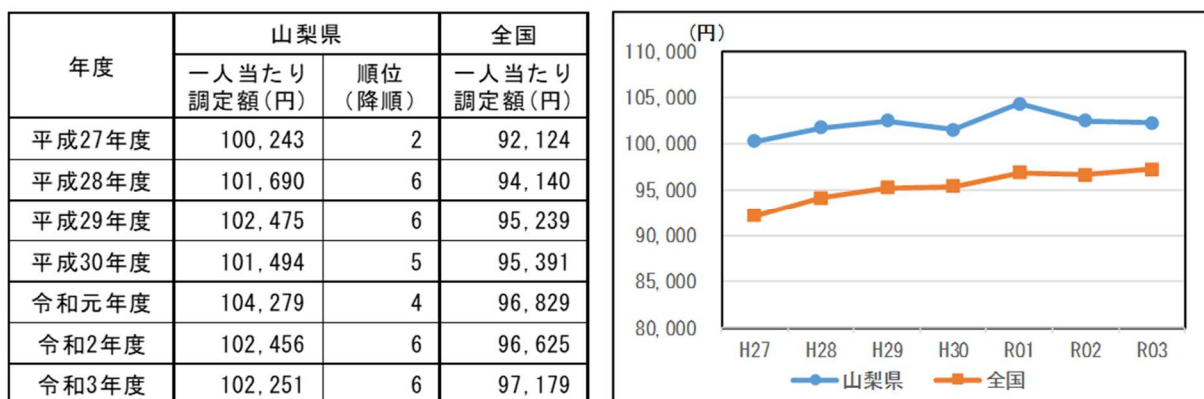 年度 山梨県 全国
一人当たり調定額(円) 順位(降順) 一人当たり調定額(円)
平成27年度 100,243 2 92,124
平成28年度 101,690 6 94,140
平成29年度 102,475 6 95,239
平成30年度 101,494 5 95,391
令和元年度 104,279 4 96,829
令和2年度 102,456 6 96,625
令和3年度 102,251 6 97,179
(円)
110,000
105,000
100,000
95,000
90,000
85,000
80,000
H27 H28 H29 H30 R01 R02 R03
山梨県 全国